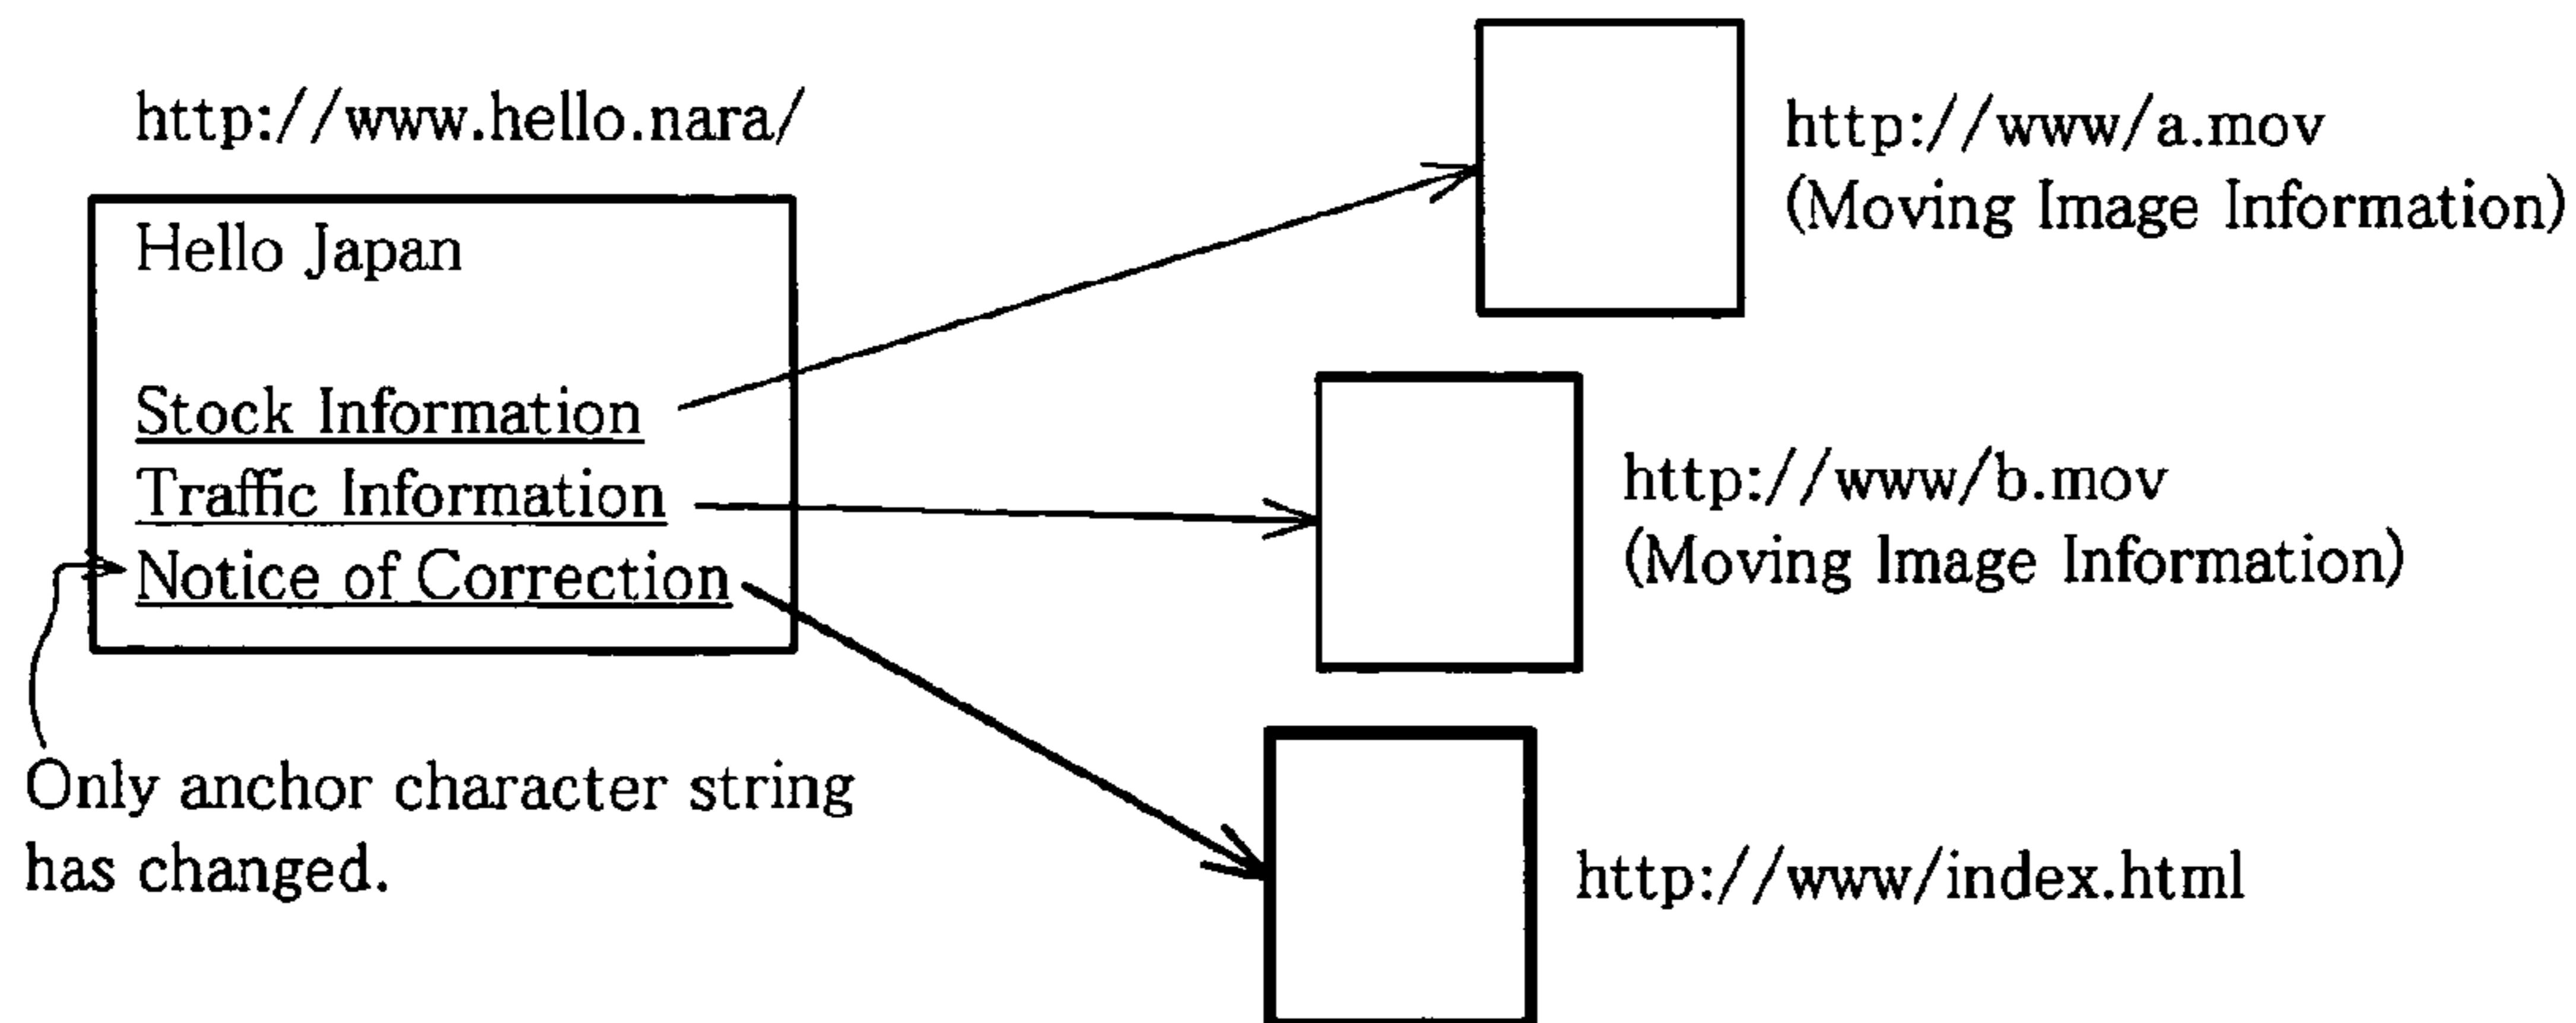 http://www.hello.nara/
Hello Japan
Stock Information
Traffic Information
Notice of Correction
Only anchor character string
has changed.
http://www/a.mov
(Moving Image Information)
http://www/b.mov
(Moving Image Information)
http://www/index.html